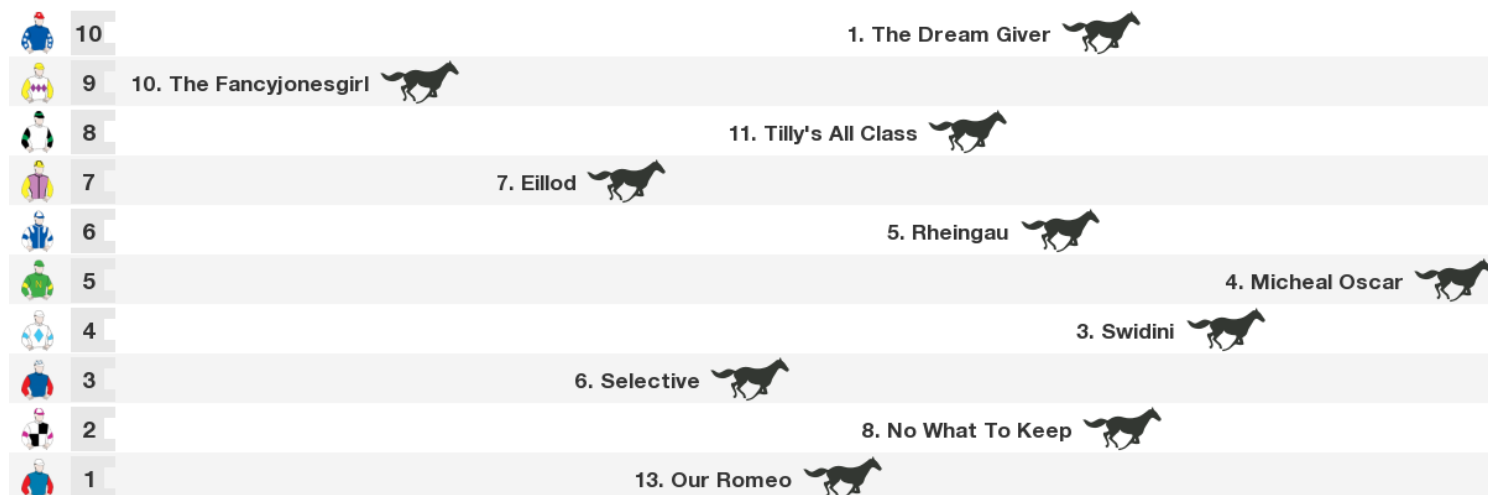 10 1. The Dream Giver
9 10. The Fancyjonesgirl
8 11. Tilly's All Class
7 7. Eillod
6 5. Rheingau
N
5 4. Micheal Oscar
4 3. Swidini
3 6. Selective
2 8. No What To Keep
1 13. Our Romeo